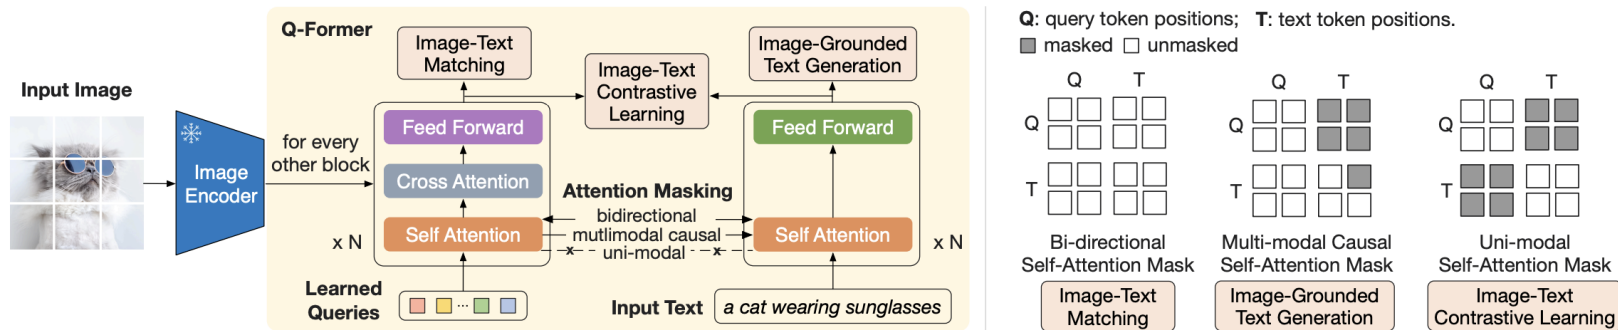 Q-Former
Input Image
Image
Encoder
for every
other block
Image-Text
Matching
Image-Text
Contrastive
Learning
Image-Grounded
Text Generation
Feed Forward
Cross Attention
Self Attention
x N
Feed Forward
Self Attention
x N
Attention Masking
bidirectional
mutlimodal causal
x uni-modal x
Learned
Queries
...
Input Text
a cat wearing sunglasses
Q: query token positions; T: text token positions.
masked unmasked
Q T
Q
T
Bi-directional
Self-Attention Mask
Image-Text
Matching
Q T
Q
T
Multi-modal Causal
Self-Attention Mask
Image-Grounded
Text Generation
Q T
Q
T
Uni-modal
Self-Attention Mask
Image-Text
Contrastive Learning